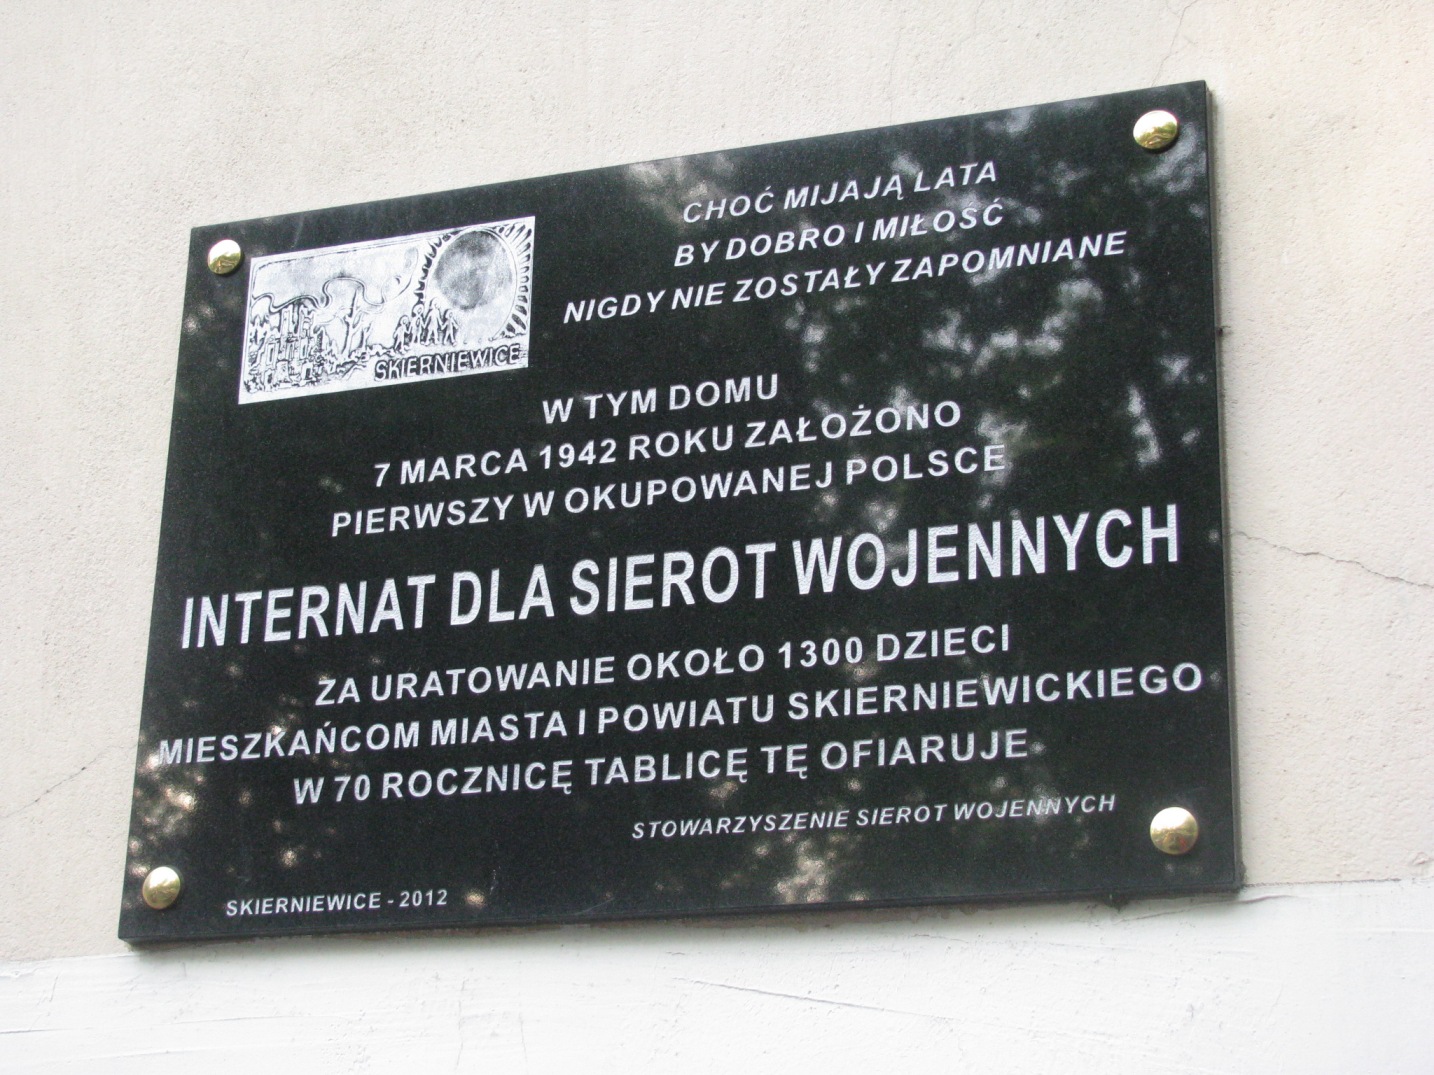 CHOĆ MIJAJĄ LATA
BY DOBRO I MIŁOŚĆ
NIGDY NIE ZOSTAŁY ZAPOMNIANE
SKIERNIEWICE
W TYM DOMU
7 MARCA 1942 ROKU ZAŁOŻONO
PIERWSZY W OKUPOWANEJ POLSCE
INTERNAT DLA SIEROT WOJENNYCH
ZA URATOWANIE OKOŁO 1300 DZIECI
MIESZKAŃCOM MIASTA I POWIATU SKIERNIEWICKIEGO
W 70 ROCZNICĘ TABLICĘ TĘ OFIARUJE
STOWARZYSZENIE SIEROT WOJENNYCH
SKIERNIEWICE - 2012